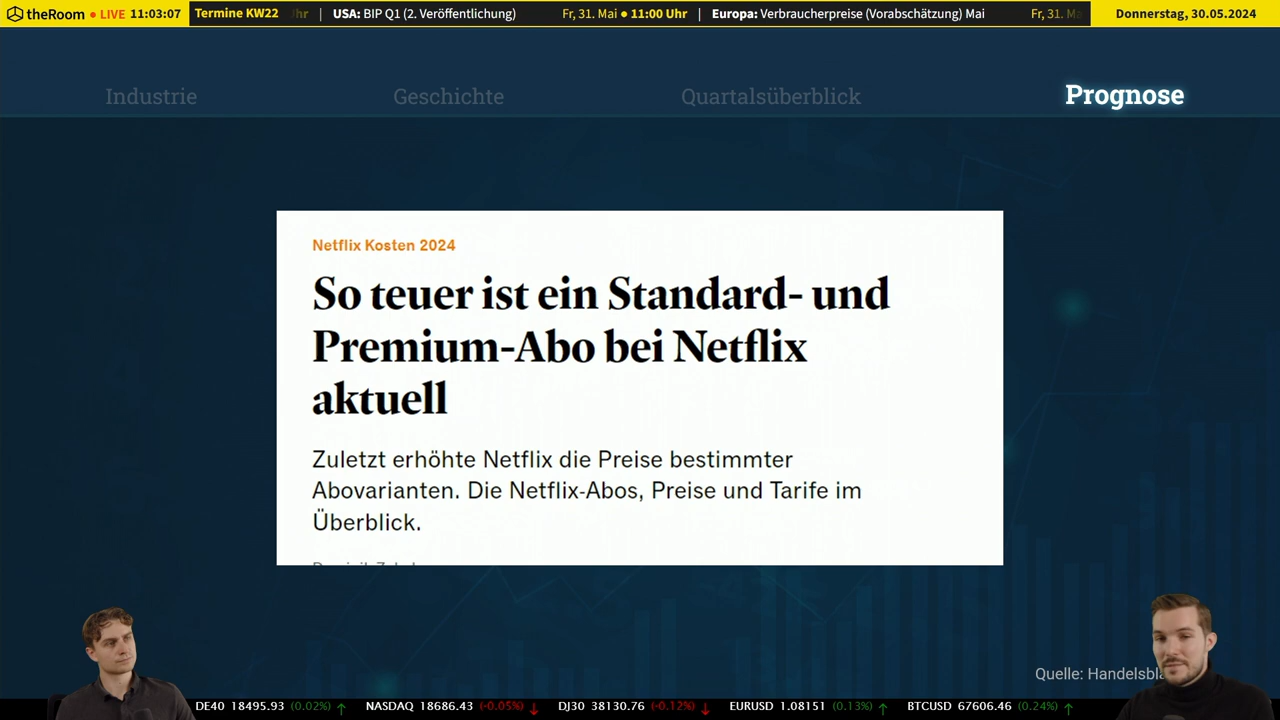 theRoom • LIVE 11:03:07
Termine KW22 | USA: BIP Q1 (2. Veröffentlichung) Fr, 31. Mai • 11:00 Uhr | Europa: Verbraucherpreise (Vorabschätzung) Mai Fr, 31.
Donnerstag, 30.05.2024
Industrie
Geschichte
Quartalsüberblick
Prognose
Netflix Kosten 2024
So teuer ist ein Standard- und
Premium-Abo bei Netflix
aktuell
Zuletzt erhöhte Netflix die Preise bestimmter
Abovarianten. Die Netflix-Abos, Preise und Tarife im
Überblick.
Quelle:
DE40 18495.93 (0.02%) ↑ NASDAQ 18686.43 (-0.05%) ↓ DJ30 38130.76 (-0.12%) ↓ EURUSD 1.08151 (0.13%) ↑ BTCUSD 67606.46 (0.24%) ↑